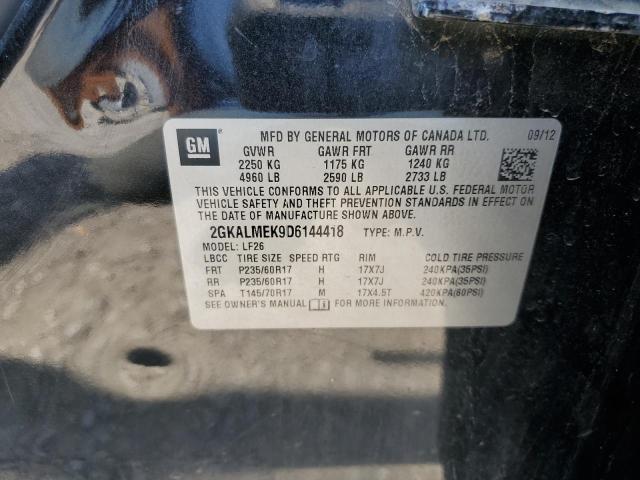 GM
MFD BY GENERAL MOTORS OF CANADA LTD. 09/12
GVWR GAWR FRT GAWR RR
2250 KG 1175 KG 1240 KG
4960 LB 2590 LB 2733 LB
THIS VEHICLE CONFORMS TO ALL APPLICABLE U.S. FEDERAL MOTOR
VEHICLE SAFETY AND THEFT PREVENTION STANDARDS IN EFFECT ON
THE DATE OF MANUFACTURE SHOWN ABOVE.
2GKALMEK9D6144418 TYPE: M.P.V.
MODEL: LF26
LBCC TIRE SIZE SPEED RTG RIM COLD TIRE PRESSURE
FRT P235/60R17 H 17X7J 240KPA(35PSI)
RR P235/60R17 H 17X7J 240KPA(35PSI)
SPA T145/70R17 M 17X4.5T 420KPA(60PSI)
SEE OWNER'S MANUAL FOR MORE INFORMATION.